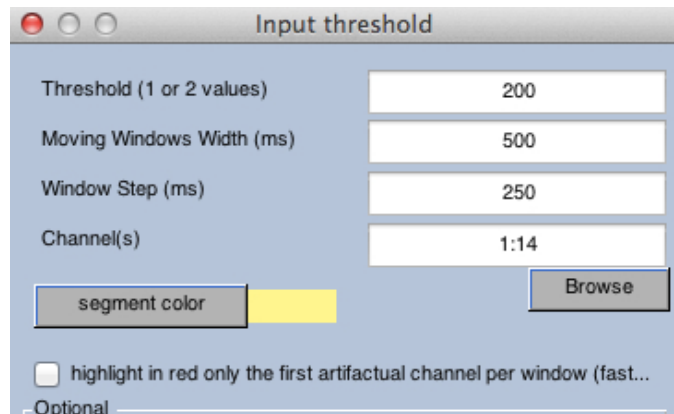 Input threshold
Threshold (1 or 2 values) 200
Moving Windows Width (ms) 500
Window Step (ms) 250
Channel(s) 1:14
Browse
segment color
highlight in red only the first artifactual channel per window (fast...
Optional